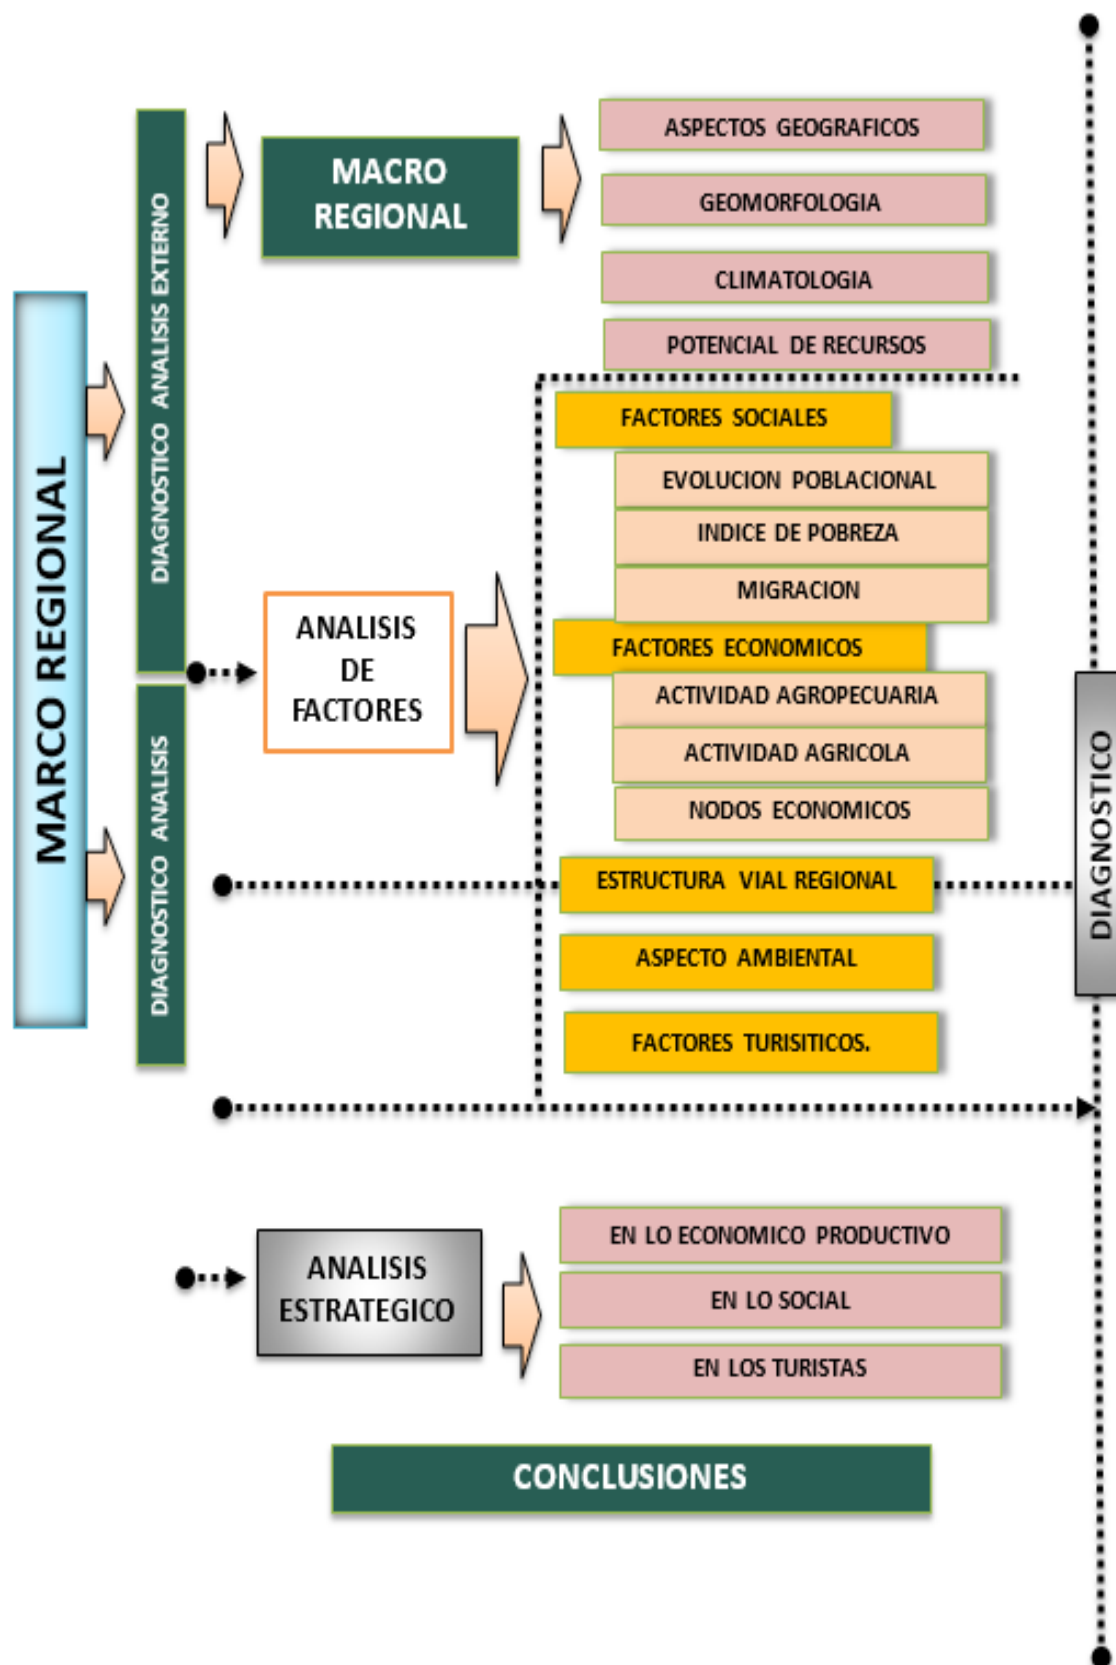 MARCO REGIONAL
DIAGNOSTICO ANALISIS EXTERNO
DIAGNOSTICO ANALISIS
MACRO
REGIONAL
ASPECTOS GEOGRAFICOS
GEOMORFOLOGIA
CLIMATOLOGIA
POTENCIAL DE RECURSOS
ANALISIS
DE
FACTORES
FACTORES SOCIALES
EVOLUCION POBLACIONAL
INDICE DE POBREZA
MIGRACION
FACTORES ECONOMICOS
ACTIVIDAD AGROPECUARIA
ACTIVIDAD AGRICOLA
NODOS ECONOMICOS
ESTRUCTURA VIAL REGIONAL
ASPECTO AMBIENTAL
FACTORES TURISITICOS.
DIAGNOSTICO
ANALISIS
ESTRATEGICO
EN LO ECONOMICO PRODUCTIVO
EN LO SOCIAL
EN LOS TURISTAS
CONCLUSIONES